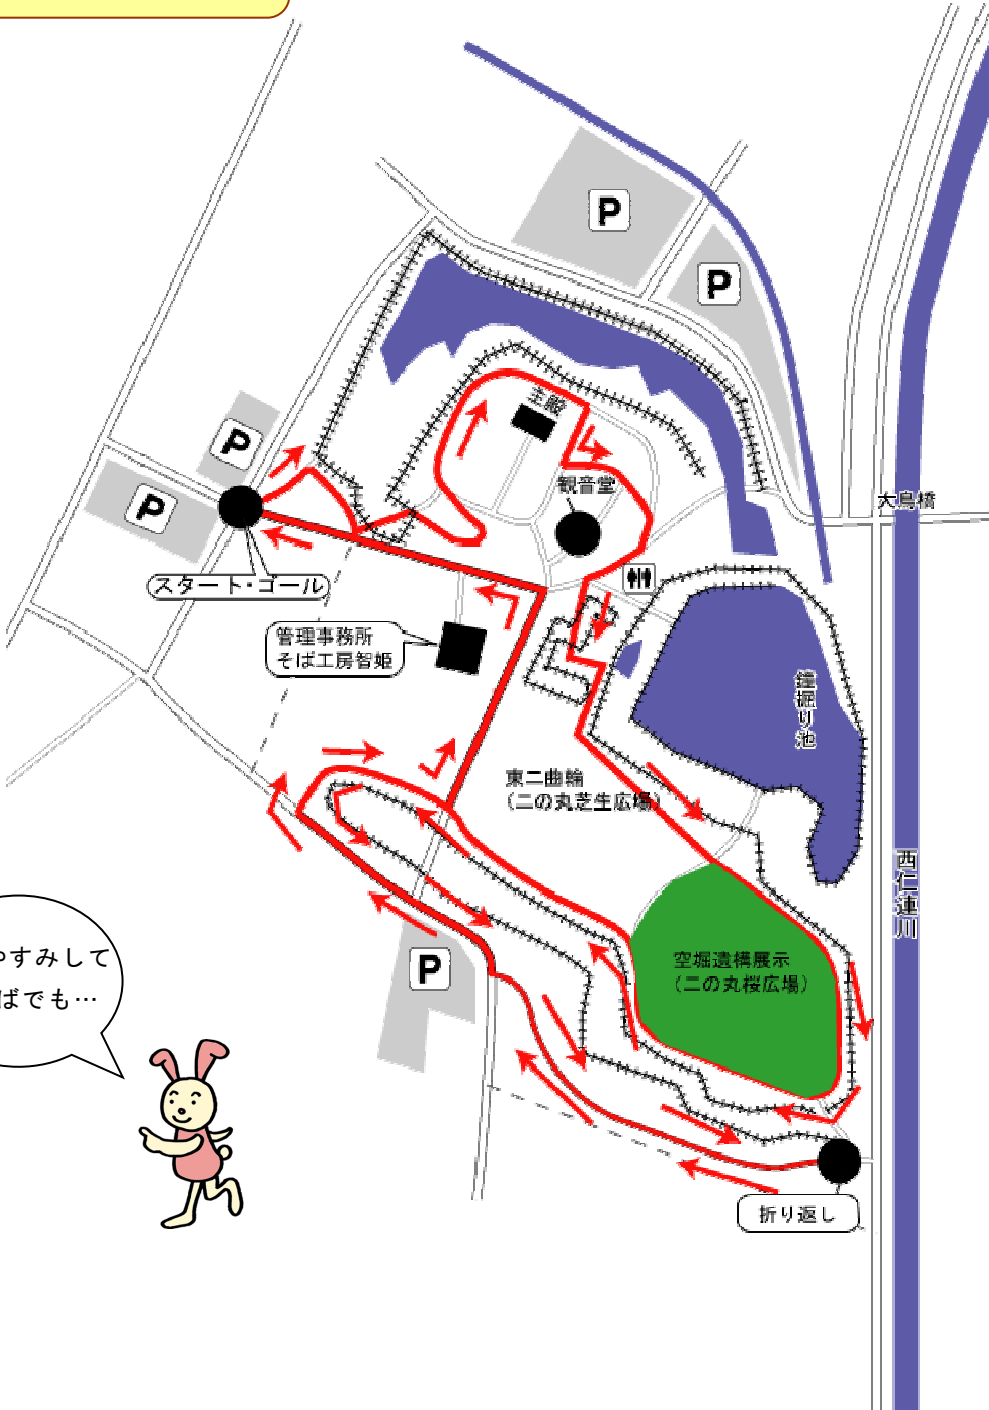 P
P
主殿
P
P
観音堂
大鳥橋
スタート・ゴール
管理事務所
そば工房智姫
鐘掘り池
東二曲輪
(二の丸芝生広場)
西仁連川
やすみして
ばでも…
P
空堀遺構展示
(二の丸桜広場)
折り返し